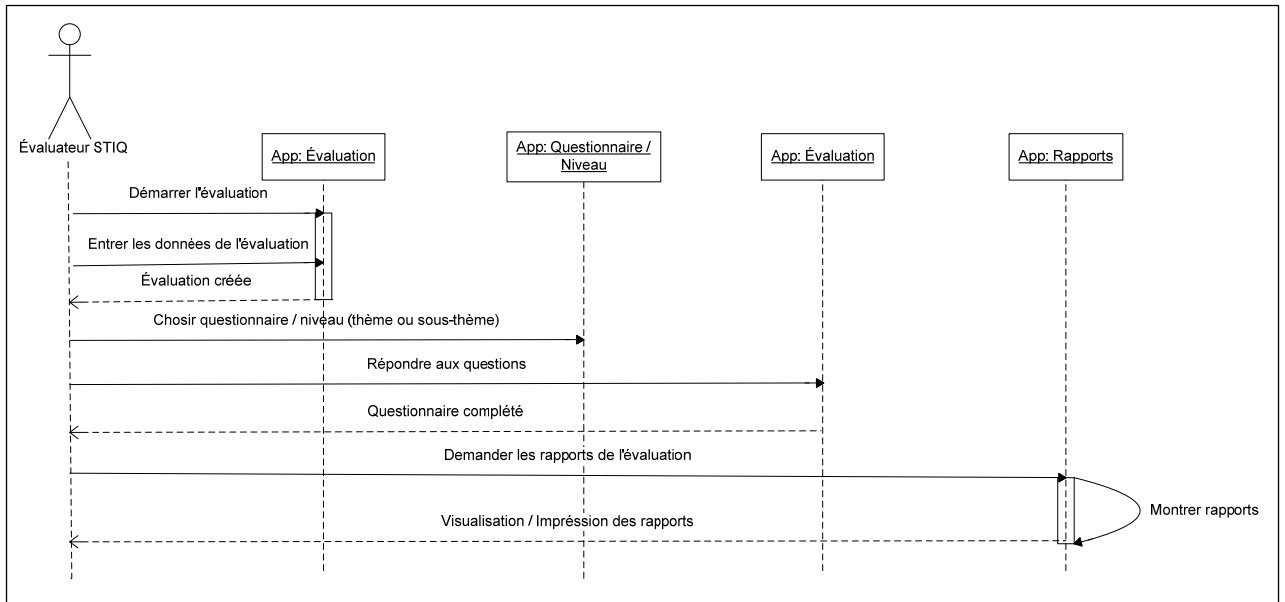 Évaluateur STIQ
App: Évaluation
App: Questionnaire /
Niveau
App: Évaluation
App: Rapports
Démarrer l'évaluation
Entrer les données de l'évaluation
Évaluation créée
Chosir questionnaire / niveau (thème ou sous-thème)
Répondre aux questions
Questionnaire complété
Demander les rapports de l'évaluation
Montrer rapports
Visualisation / Impréssion des rapports